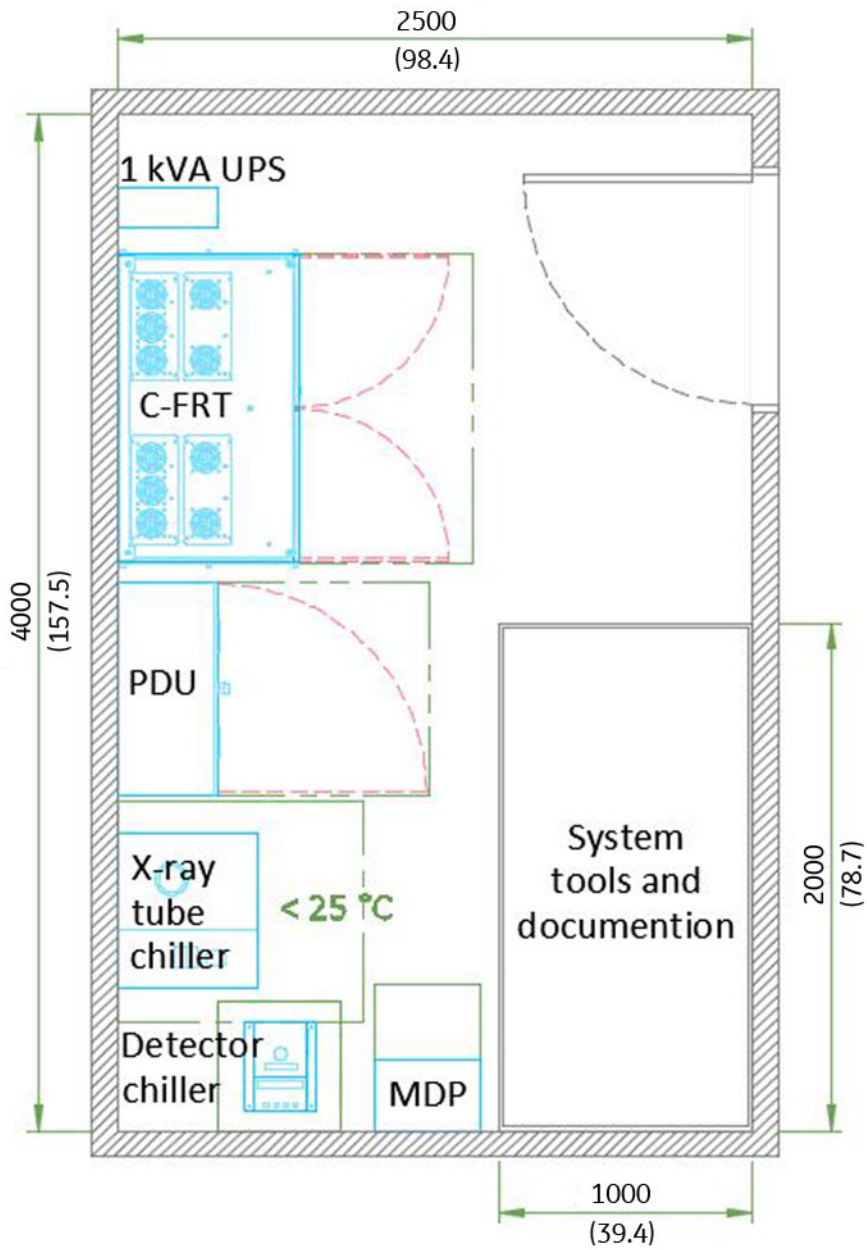 2500
(98.4)
1 kVA UPS
C-FRT
4000
(157.5)
PDU
X-ray
tube
chiller
< 25 °C
System
tools and
documention
2000
(78.7)
Detector
chiller
MDP
1000
(39.4)